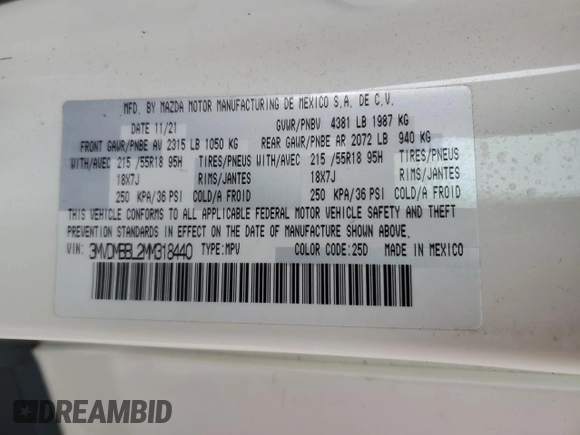 MFD. BY MAZDA MOTOR MANUFACTURING DE MEXICO S.A. DE C.V.
DATE 11/21 GVWR/PNBV 4381 LB 1987 KG
FRONT GAWR/PNBE AV 2315 LB 1050 KG REAR GAWR/PNBE AR 2072 LB 940 KG
WITH/AVEC 215 /55R18 95H TIRES/PNEUS WITH/AVEC 215 /55R18 95H TIRES/PNEUS
18X7J RIMS/JANTES 18X7J RIMS/JANTES
250 KPA/36 PSI COLD/A FROID 250 KPA/36 PSI COLD/A FROID
THIS VEHICLE CONFORMS TO ALL APPLICABLE FEDERAL MOTOR VEHICLE SAFETY AND THEFT
PREVENTION STANDARDS IN EFFECT ON THE DATE OF MANUFACTURE SHOWN ABOVE.
VIN: TYPE:MPV COLOR CODE:25D MADE IN MEXICO
DREAMBID